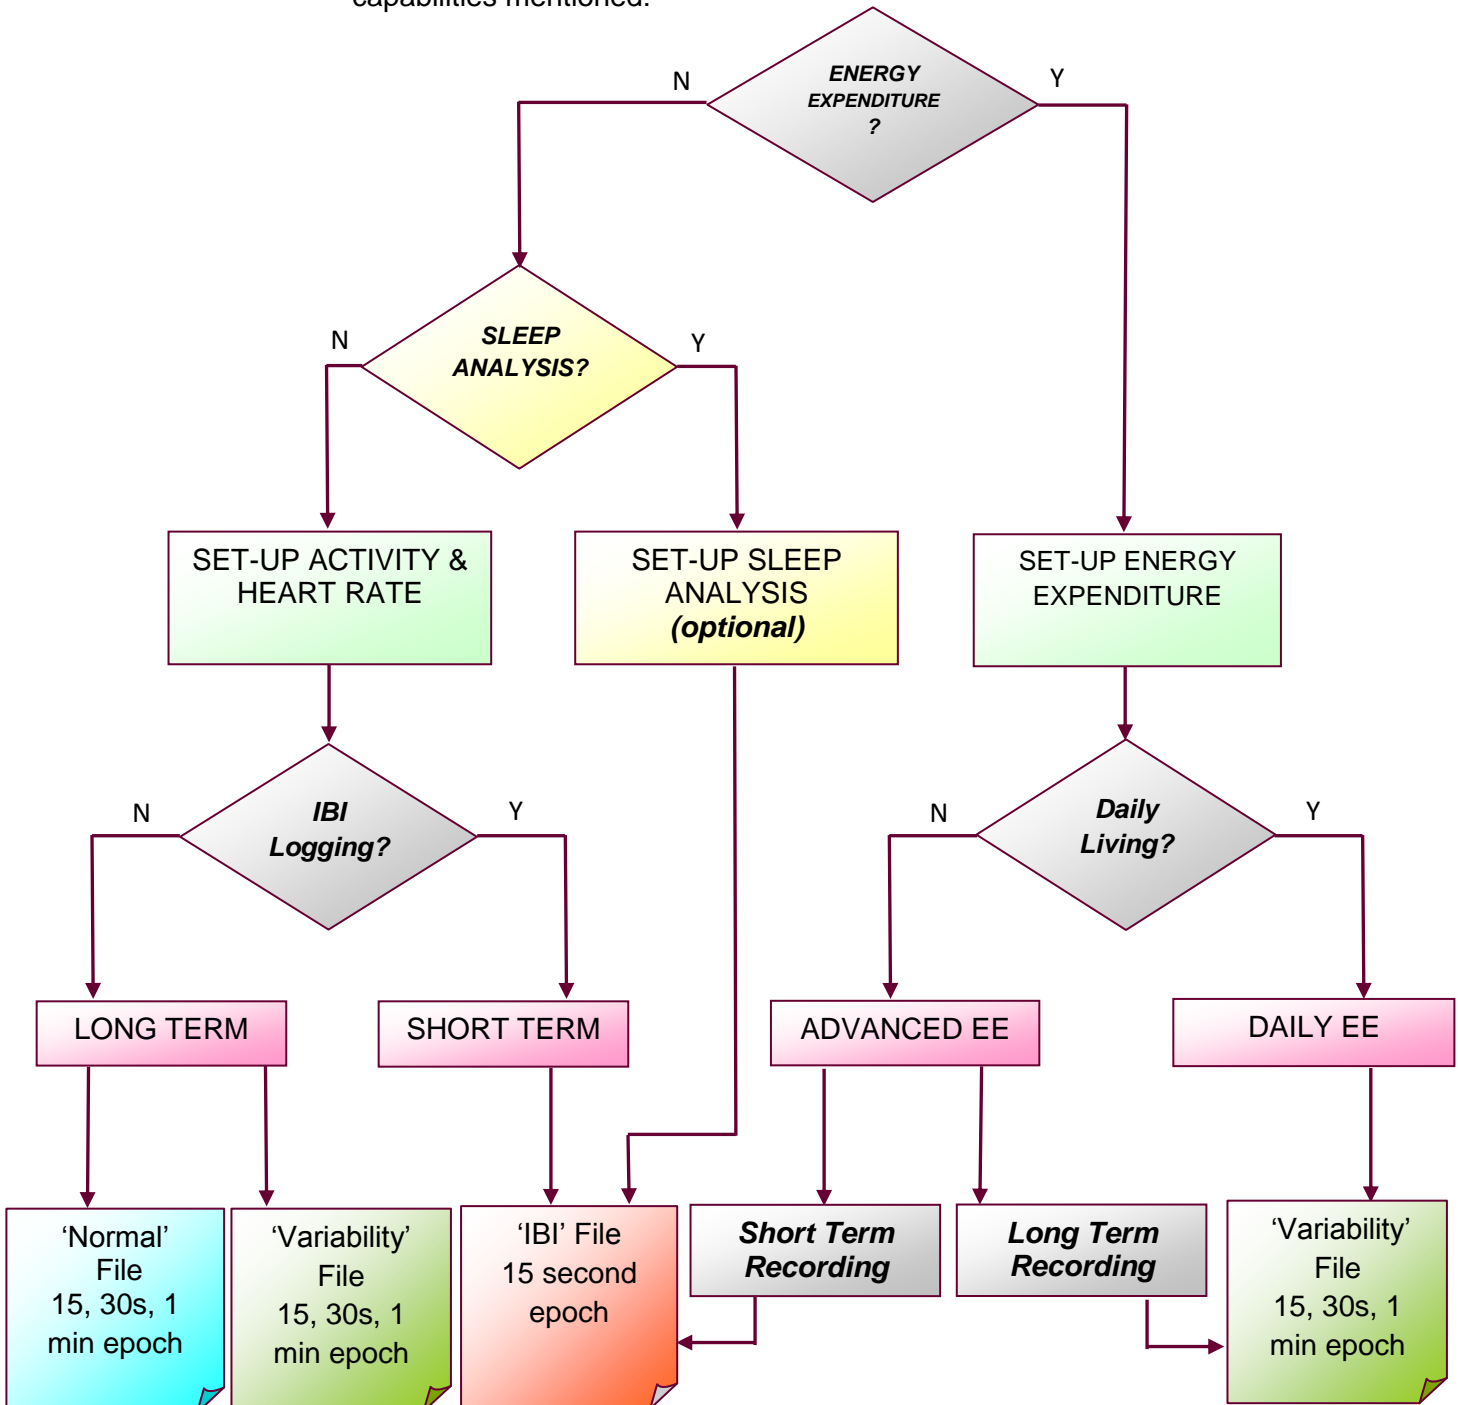 capabilities mentioned.
N
ENERGY
EXPENDITURE
?
Y
N
SLEEP
ANALYSIS?
Y
SET-UP ACTIVITY &
HEART RATE
SET-UP SLEEP
ANALYSIS
(optional)
SET-UP ENERGY
EXPENDITURE
N
IBI
Logging?
Y
N
Daily
Living?
Y
LONG TERM
SHORT TERM
ADVANCED EE
DAILY EE
‘Normal’
File
15, 30s, 1
min epoch
‘Variability’
File
15, 30s, 1
min epoch
‘IBI’ File
15 second
epoch
Short Term
Recording
Long Term
Recording
‘Variability’
File
15, 30s, 1
min epoch